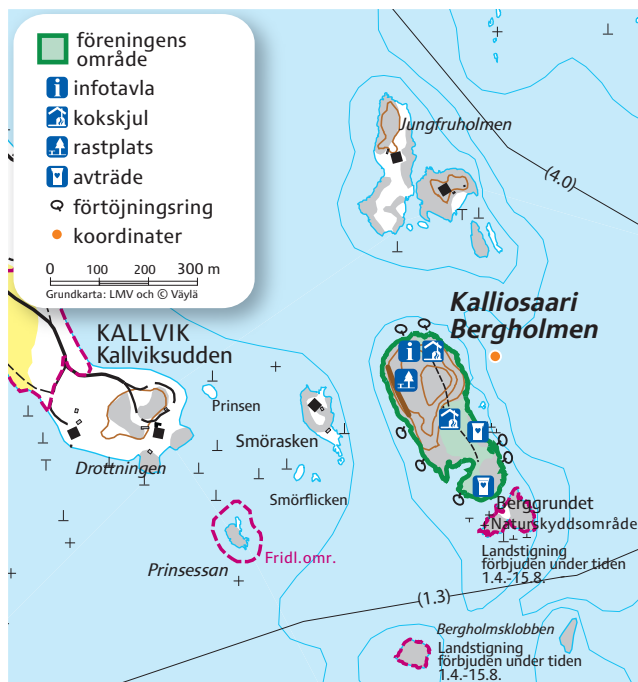 föreningens
område
infotavla
kokskjul
rastplats
avträde
förtöjningsring
koordinater
0 100 200 300 m
Grundkarta: LMV och © Väylä
Jungfruholmen
(4.0)
Kalliosaari
Bergholmen
KALLVIK
Kallviksudden
Prinsen
Smörasken
Drottningen
Smörflicken
Berggrundet
Naturskyddsområde
Fridl.omr.
Prinsessan
Landstigning
förbjuden under tiden
1.4.-15.8.
(1.3)
Bergholmsklobben
Landstigning
förbjuden under tiden
1.4.-15.8.